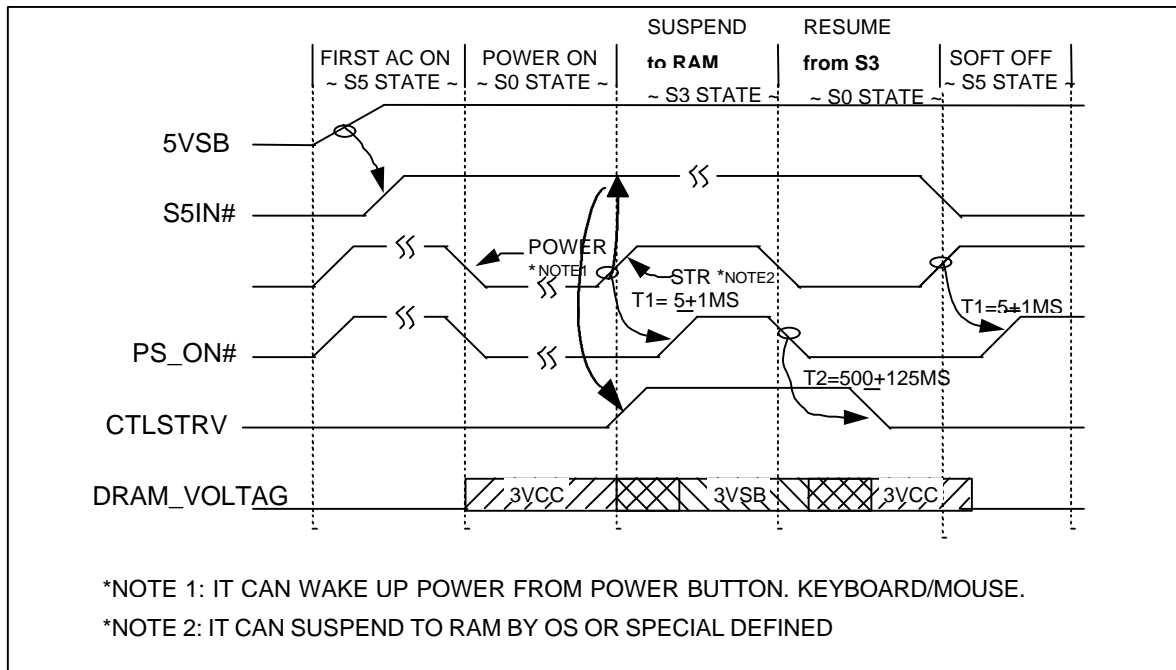 SUSPEND
to RAM
RESUME
from S3
FIRST AC ON
~ S5 STATE ~
POWER ON
~ S0 STATE ~
~ S3 STATE ~
~ S0 STATE ~
SOFT OFF
~ S5 STATE ~
5VSB
S5IN#
POWER
*NOTE1
STR *NOTE2
T1= 5+1MS
T1=5+1MS
PS_ON#
T2=500+125MS
CTLSTRV
DRAM_VOLTAG
3VCC
3VSB
3VCC
*NOTE 1: IT CAN WAKE UP POWER FROM POWER BUTTON. KEYBOARD/MOUSE.
*NOTE 2: IT CAN SUSPEND TO RAM BY OS OR SPECIAL DEFINED